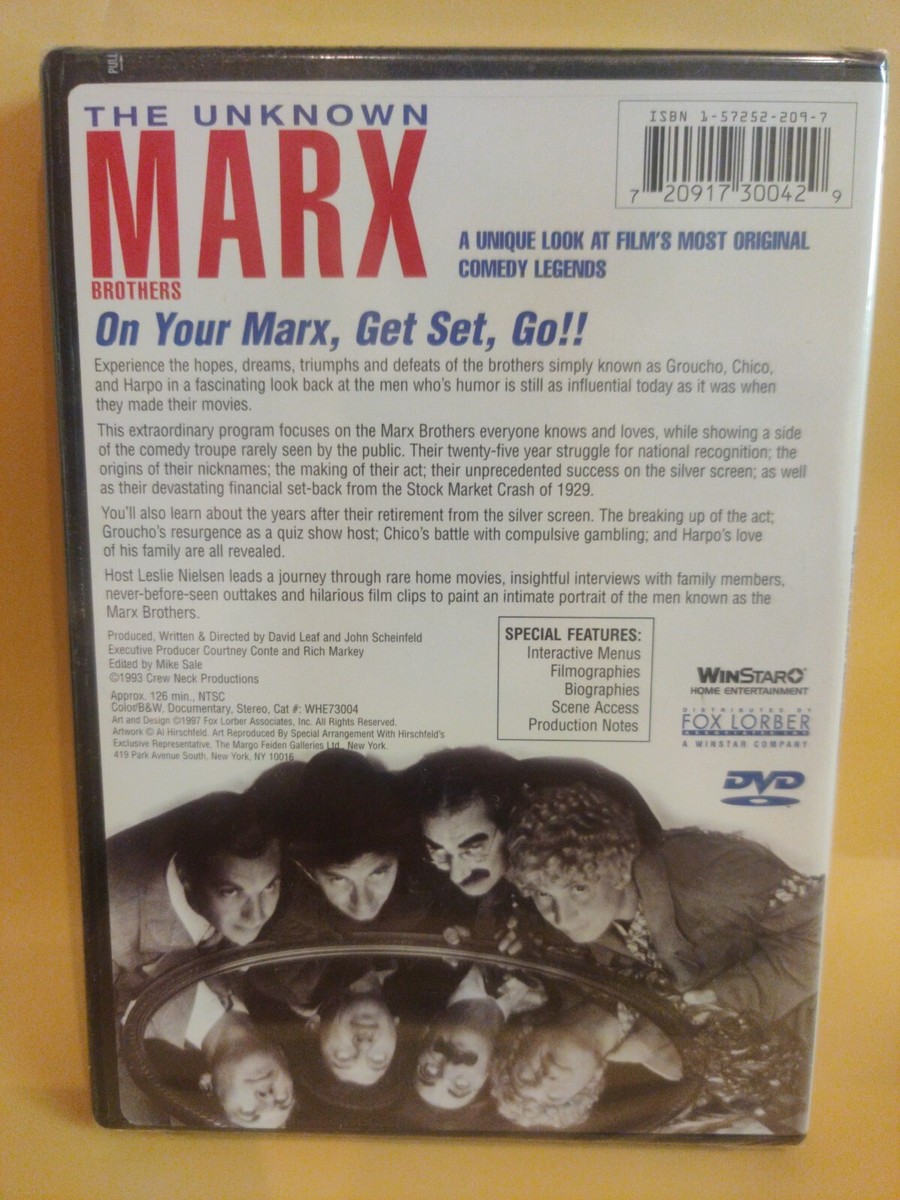 PULL
THE UNKNOWN
MARX
BROTHERS
ISBN 1-57252-209-7
7 20917 30042 9
A UNIQUE LOOK AT FILM'S MOST ORIGINAL
COMEDY LEGENDS
On Your Marx, Get Set, Go!!
Experience the hopes, dreams, triumphs and defeats of the brothers simply known as Groucho, Chico,
and Harpo in a fascinating look back at the men who's humor is still as influential today as it was when
they made their movies.
This extraordinary program focuses on the Marx Brothers everyone knows and loves, while showing a side
of the comedy troupe rarely seen by the public. Their twenty-five year struggle for national recognition; the
origins of their nicknames; the making of their act; their unprecedented success on the silver screen; as well
as their devastating financial set-back from the Stock Market Crash of 1929.
You'll also learn about the years after their retirement from the silver screen. The breaking up of the act;
Groucho's resurgence as a quiz show host; Chico's battle with compulsive gambling; and Harpo's love
of his family are all revealed.
Host Leslie Nielsen leads a journey through rare home movies, insightful interviews with family members,
never-before-seen outtakes and hilarious film clips to paint an intimate portrait of the men known as the
Marx Brothers.
Produced, Written & Directed by David Leaf and John Scheinfeld
Executive Producer Courtney Conte and Rich Markey
Edited by Mike Sale
©1993 Crew Neck Productions
Approx. 126 min., NTSC
Color/B&W, Documentary, Stereo, Cat #: WHE73004
Art and Design ©1997 Fox Lorber Associates, Inc. All Rights Reserved.
Artwork © Al Hirschfeld. Art Reproduced By Special Arrangement With Hirschfeld's
Exclusive Representative, The Margo Feiden Galleries Ltd., New York.
419 Park Avenue South, New York, NY 10016
SPECIAL FEATURES:
Interactive Menus
Filmographies
Biographies
Scene Access
Production Notes
WINSTAR
HOME ENTERTAINMENT
DISTRIBUTED BY
FOX LORBER
ASSOCIATES, INC.
A WINSTAR COMPANY
DVD